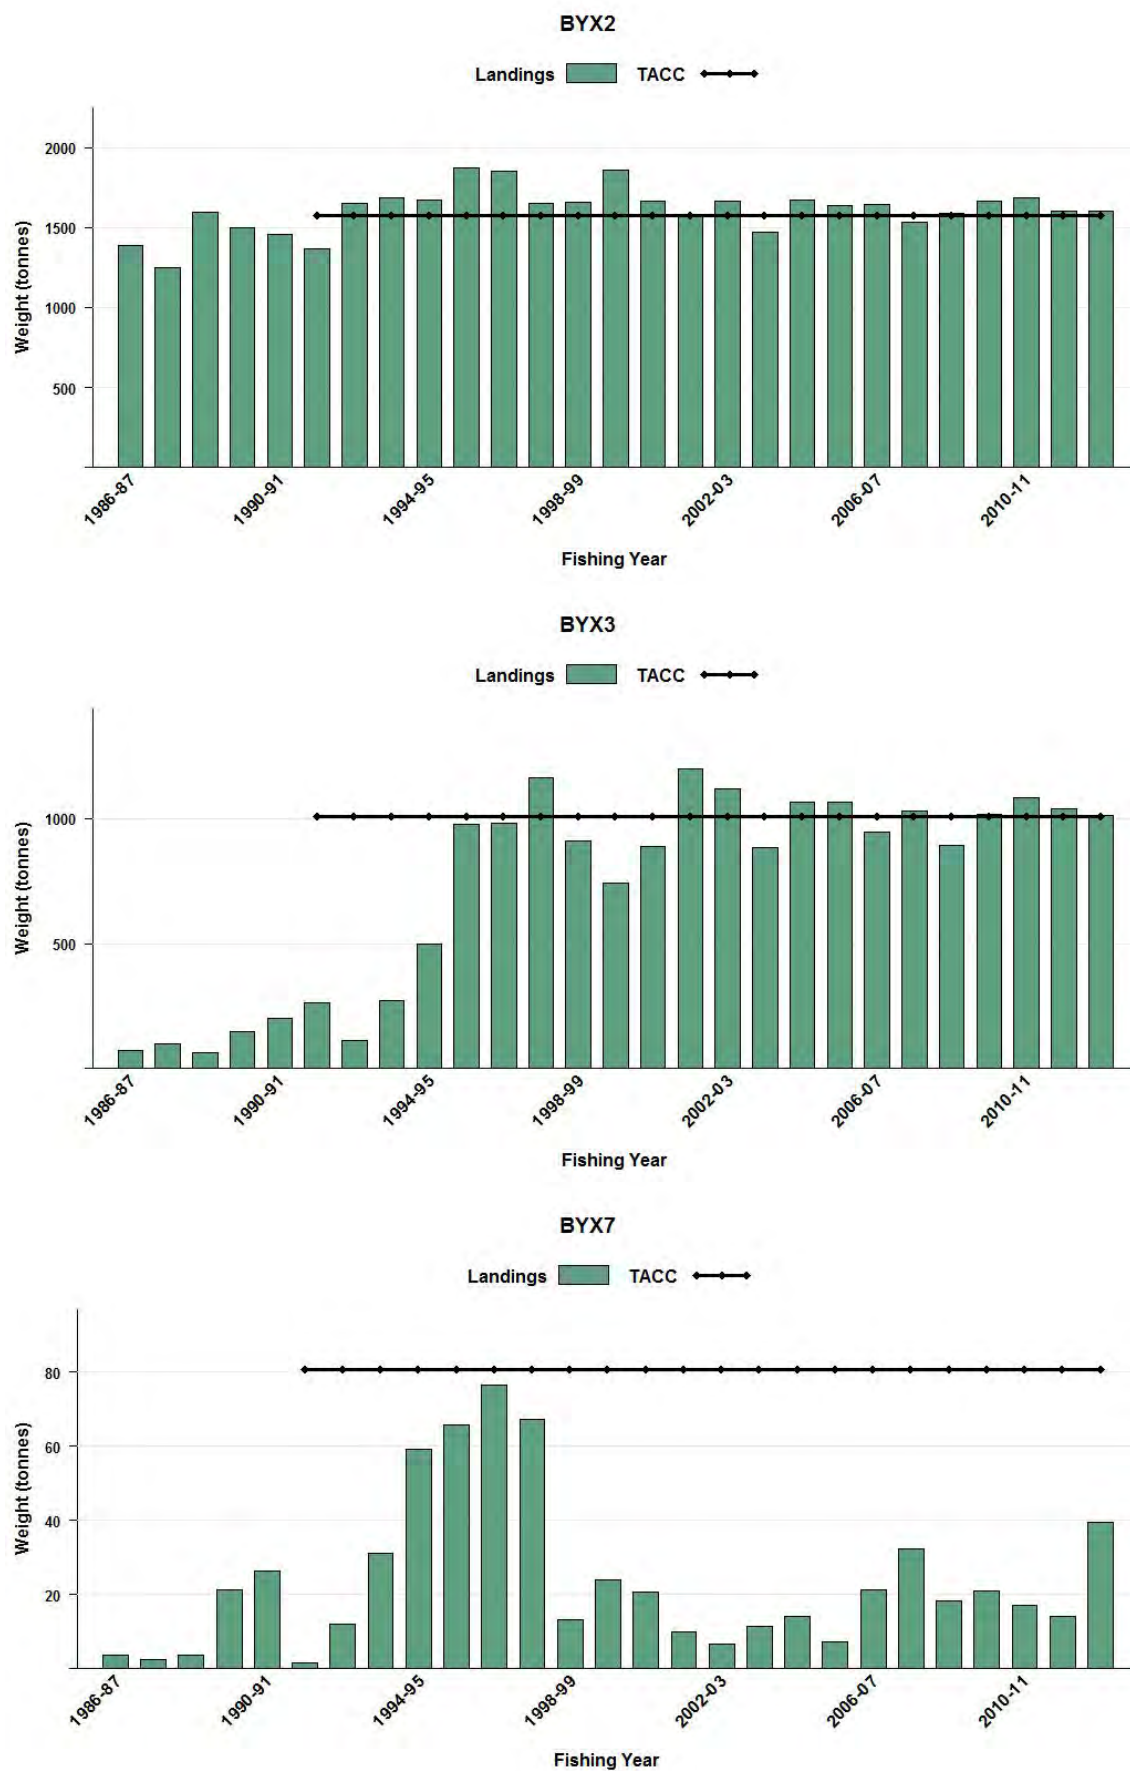 BYX2
Landings TACC
2000
1500
1000
500
Weight (tonnes)
1986-87 1990-91 1994-95 1998-99 2002-03 2006-07 2010-11
Fishing Year
BYX3
Landings TACC
1000
500
Weight (tonnes)
1986-87 1990-91 1994-95 1998-99 2002-03 2006-07 2010-11
Fishing Year
BYX7
Landings TACC
80
60
40
20
Weight (tonnes)
1986-87 1990-91 1994-95 1998-99 2002-03 2006-07 2010-11
Fishing Year